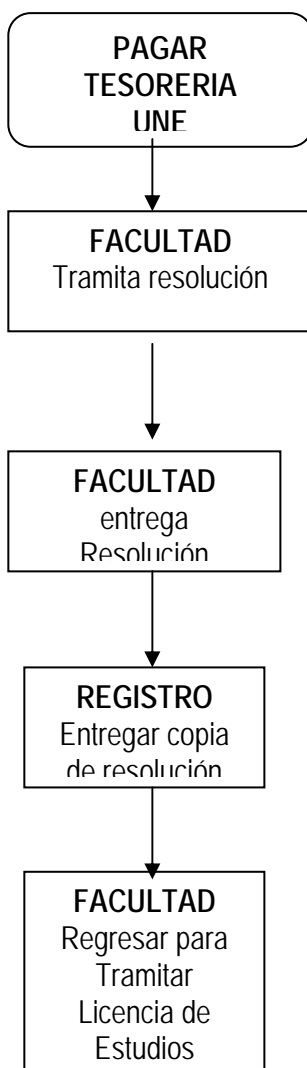 PAGAR
TESORERIA
UNE
FACULTAD
Tramita resolución
FACULTAD
entrega
Resolución
REGISTRO
Entregar copia
de resolución
FACULTAD
Regresar para
Tramitar
Licencia de
Estudios